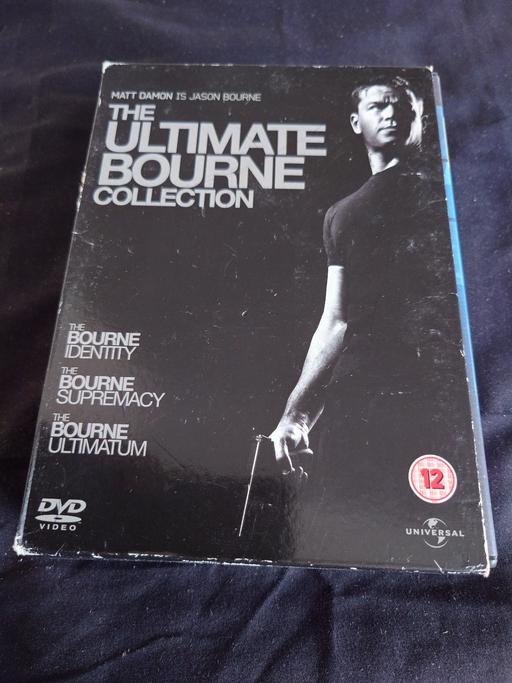 MATT DAMON IS JASON BOURNE
THE
ULTIMATE
BOURNE
COLLECTION
THE
BOURNE
IDENTITY
THE
BOURNE
SUPREMACY
THE
BOURNE
ULTIMATUM
12
DVD
VIDEO
UNIVERSAL